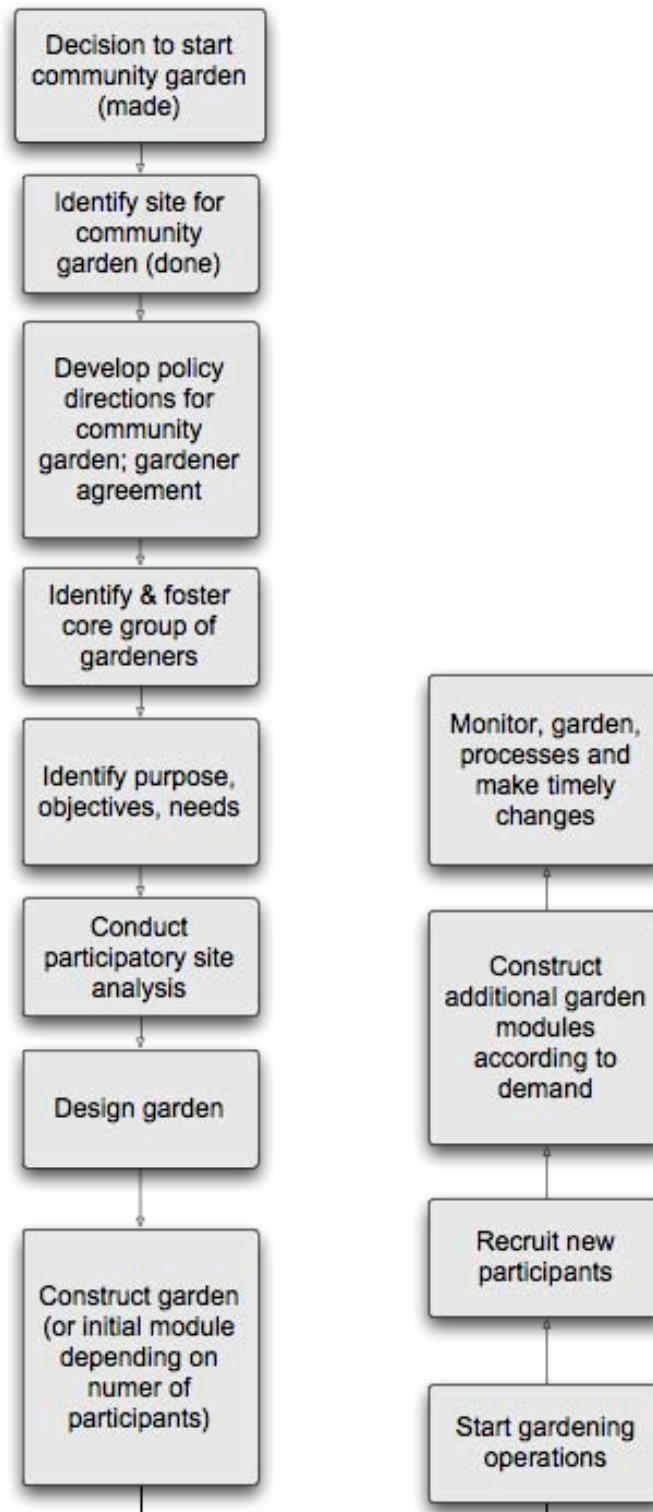 Decision to start
community garden
(made)
Identify site for
community
garden (done)
Develop policy
directions for
community
garden; gardener
agreement
Identify & foster
core group of
gardeners
Identify purpose,
objectives, needs
Conduct
participatory site
analysis
Design garden
Construct garden
(or initial module
depending on
numer of
participants)
Start gardening
operations
Recruit new
participants
Construct
additional garden
modules
according to
demand
Monitor, garden,
processes and
make timely
changes